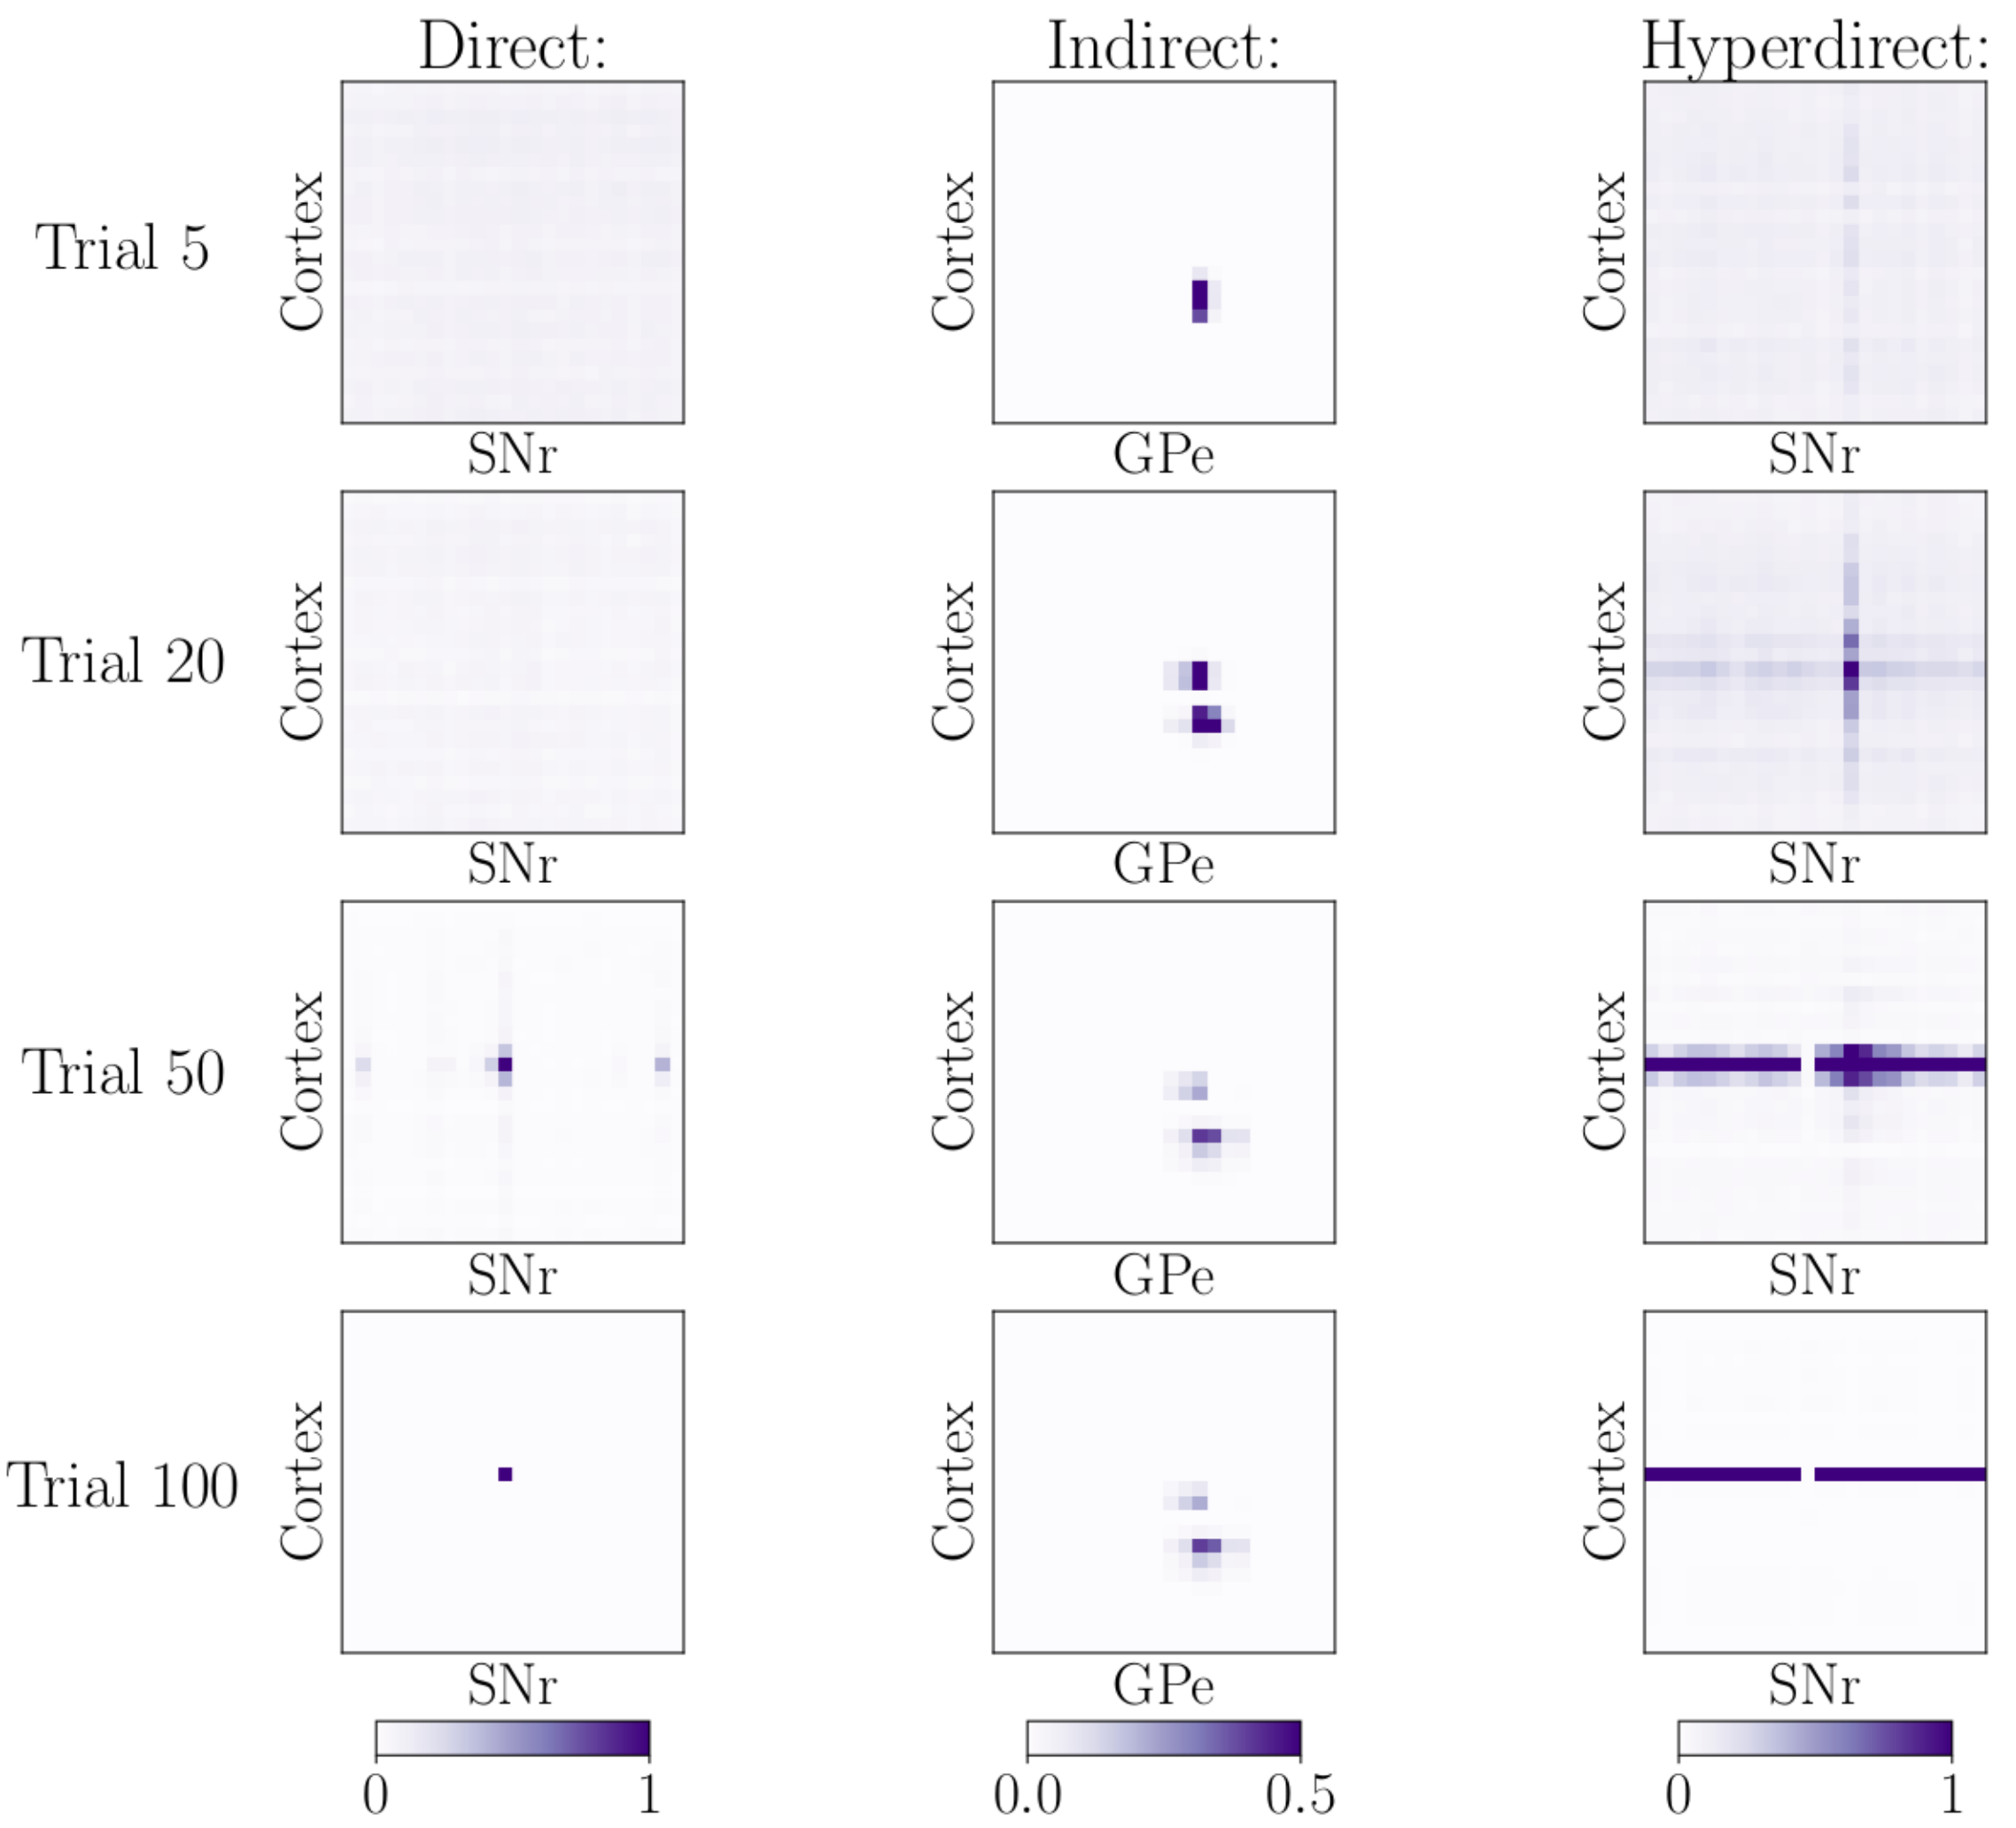 Direct: Indirect: Hyperdirect:
Trial 5 Cortex Cortex Cortex
SNr GPe SNr
Trial 20 Cortex Cortex Cortex
SNr GPe SNr
Trial 50 Cortex Cortex Cortex
SNr GPe SNr
Trial 100 Cortex Cortex Cortex
SNr GPe SNr
0 1 0.0 0.5 0 1